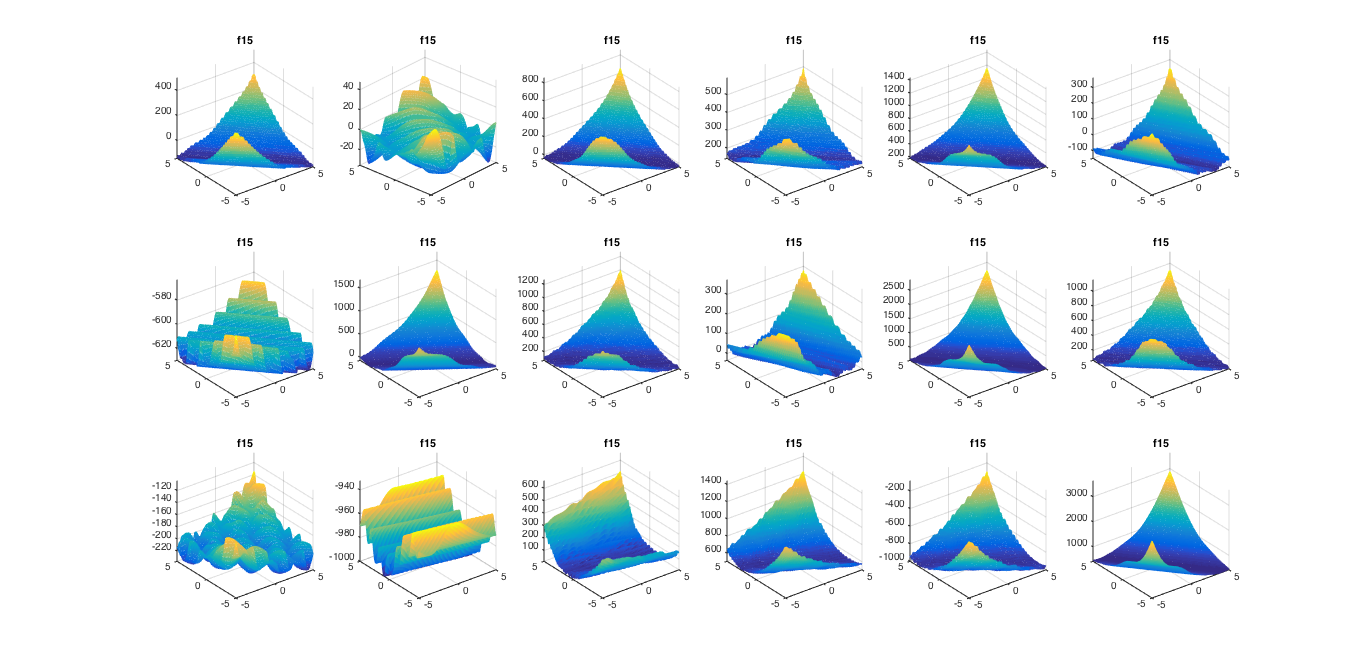 f15 f15 f15 f15 f15 f15
400 200 0 5 0 -5 -5 0 5
40 20 0 -20 5 0 -5 -5 0 5
800 600 400 200 0 5 0 -5 -5 0 5
500 400 300 200 5 0 -5 -5 0 5
1400 1200 1000 800 600 400 200 5 0 -5 -5 0 5
300 200 100 0 -100 5 0 -5 -5 0 5
f15 f15 f15 f15 f15 f15
-580 -600 -620 5 0 -5 -5 0 5
1500 1000 500 0 5 0 -5 -5 0 5
1200 1000 800 600 400 200 5 0 -5 -5 0 5
300 200 100 0 5 0 -5 -5 0 5
2500 2000 1500 1000 500 5 0 -5 -5 0 5
1000 800 600 400 200 5 0 -5 -5 0 5
f15 f15 f15 f15 f15 f15
-120 -140 -160 -180 -200 -220 5 0 -5 -5 0 5
-940 -960 -980 -1000 5 0 -5 -5 0 5
600 500 400 300 200 100 5 0 -5 -5 0 5
1400 1200 1000 800 600 5 0 -5 -5 0 5
-200 -400 -600 -800 -1000 5 0 -5 -5 0 5
3000 2000 1000 5 0 -5 -5 0 5